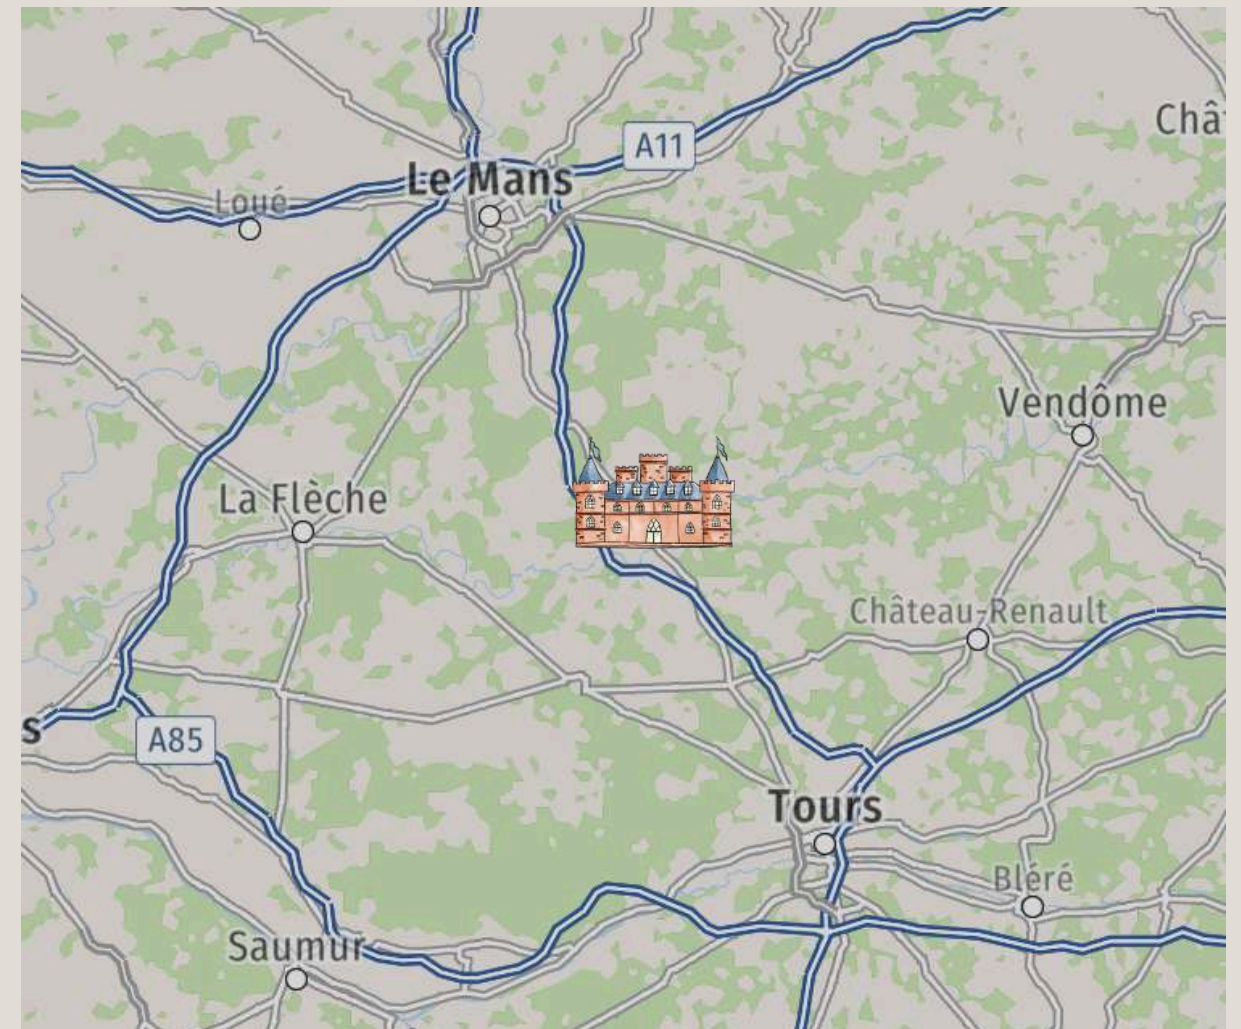 A11
Châ
Le Mans
Loué
Vendôme
La Flèche
Château-Renault
s
A85
Tours
Bléré
Saumur